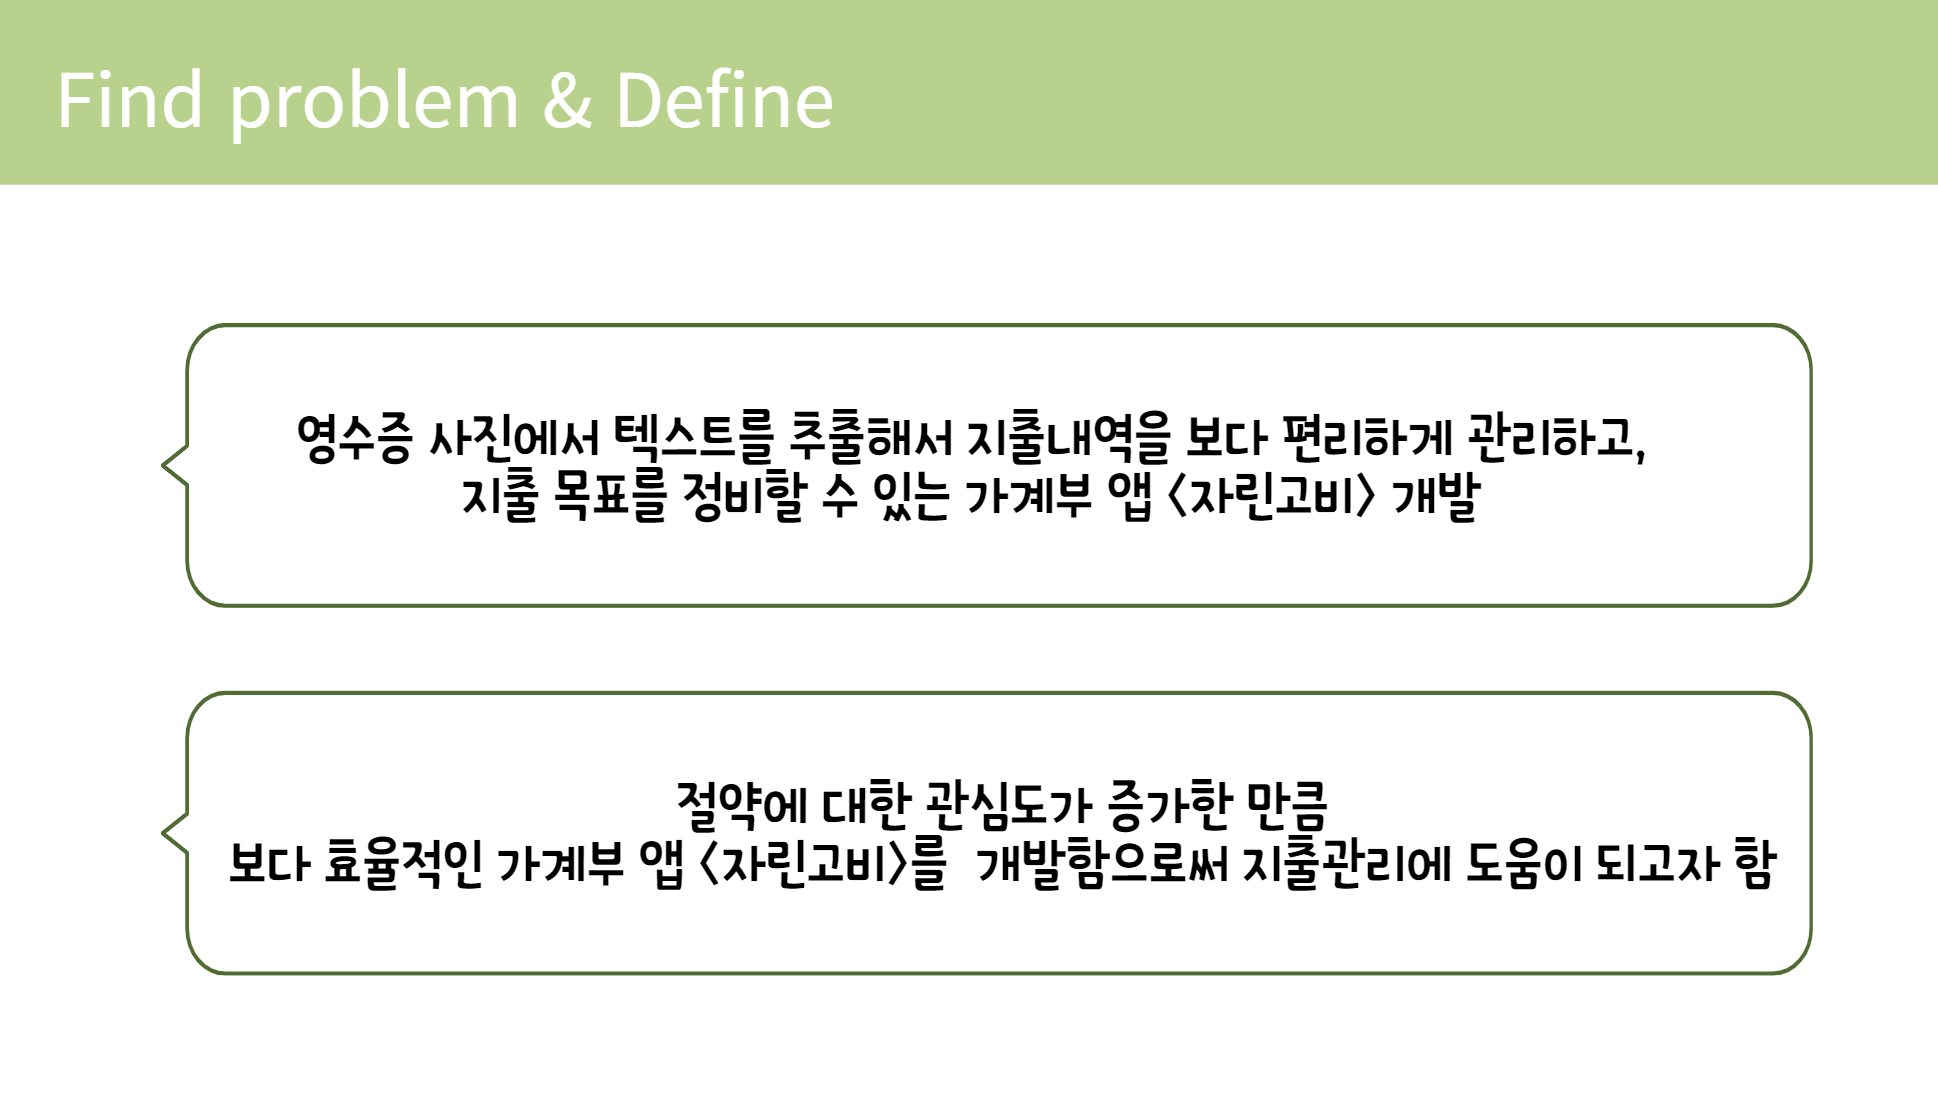 Find problem & Define
영수증 사진에서 텍스트를 추출해서 지출내역을 보다 편리하게 관리하고,
지출 목표를 정비할 수 있는 가계부 앱 <자린고비> 개발
절약에 대한 관심도가 증가한 만큼
보다 효율적인 가계부 앱 <자린고비>를  개발함으로써 지출관리에 도움이 되고자 함